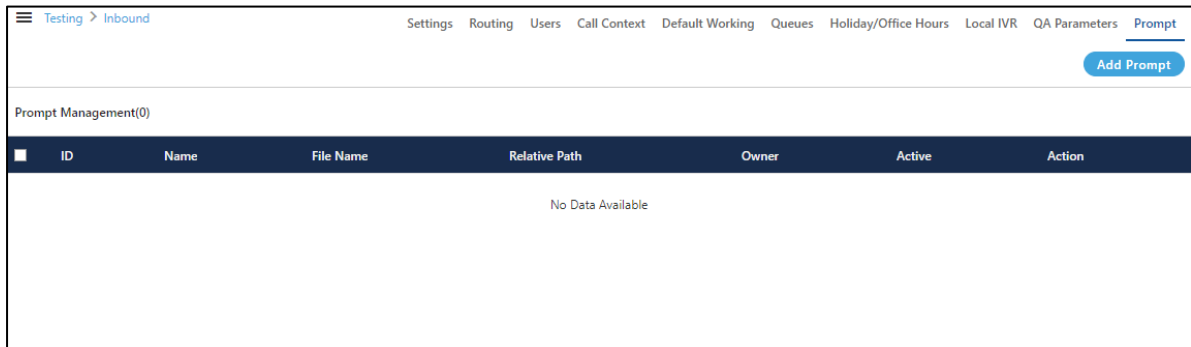 Testing > Inbound
Settings Routing Users Call Context Default Working Queues Holiday/Office Hours Local IVR QA Parameters Prompt
Add Prompt
Prompt Management(0)
ID Name File Name Relative Path Owner Active Action
No Data Available